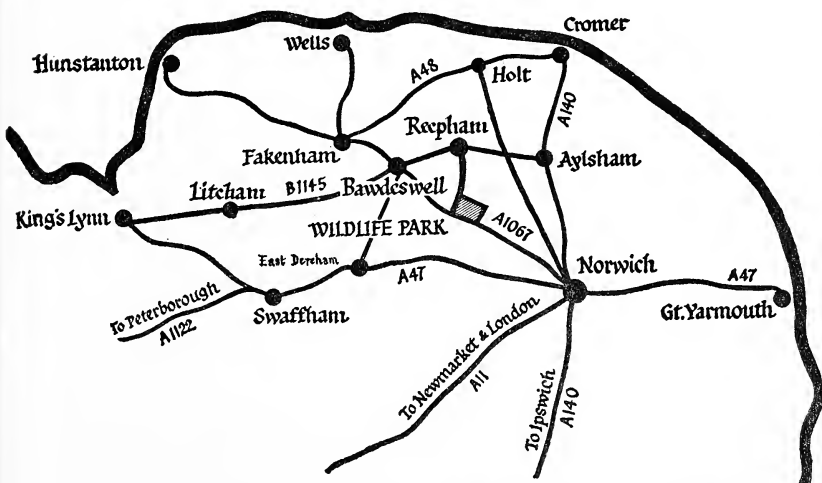 Cromer
Wells
Hunstanton
A48
Holt
A140
Reepham
Fakenham
Aylsham
Bawdeswell
Litcham
B1145
King's Lynn
WILDLIFE PARK
A1067
East Dereham
A47
Norwich
A47
To Peterborough
A1122
Swaffham
Gt. Yarmouth
To Newmarket & London
A11
To Ipswich
A140